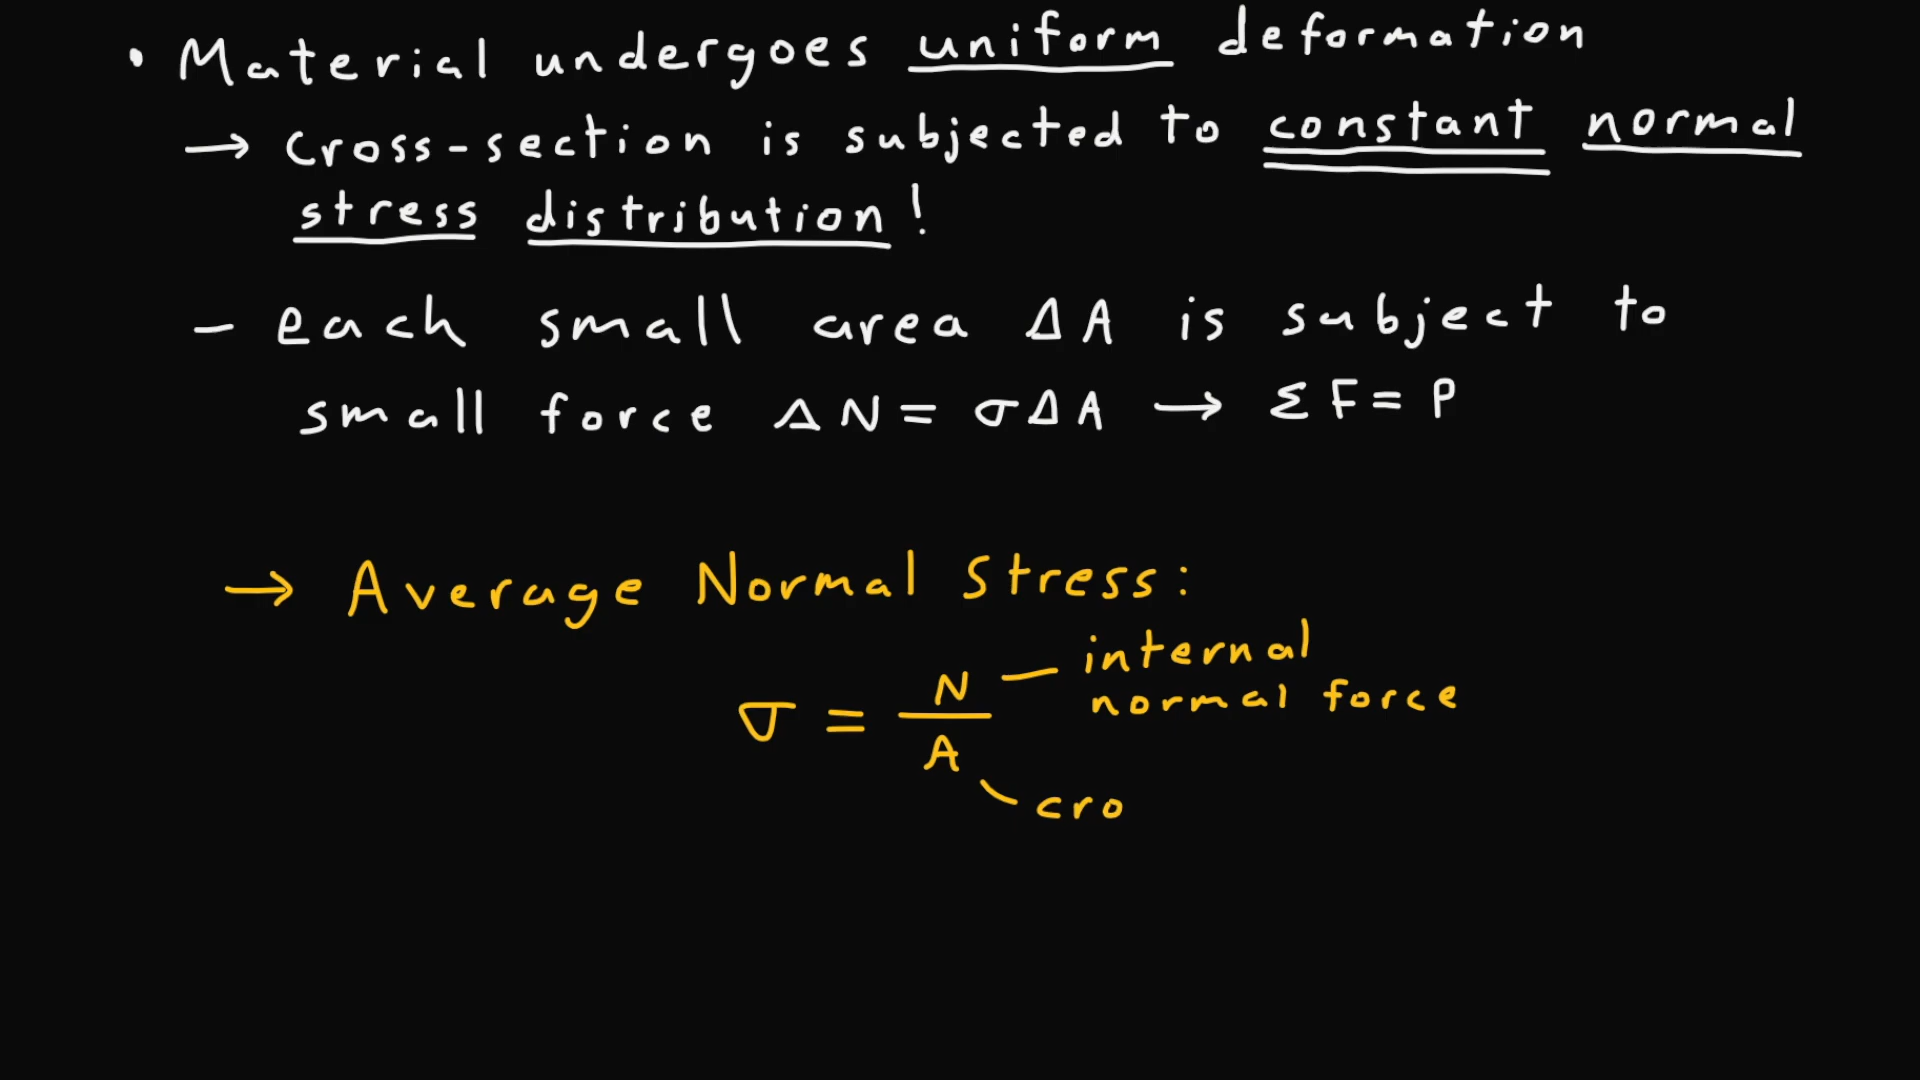 • Material undergoes uniform deformation
→ cross-section is subjected to constant normal
stress distribution!
- each small area ΔA is subject to
small force ΔN = σΔA → ΣF = P
→ Average Normal Stress:
σ = N/A
internal
normal force
cro